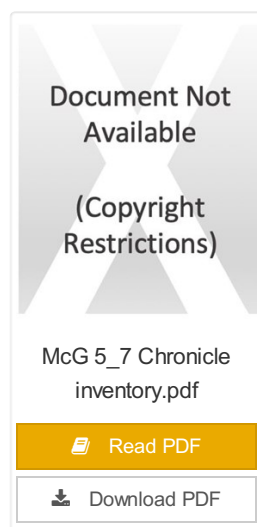 Document Not
Available
(Copyright
Restrictions)
McG 5_7 Chronicle
inventory.pdf
Read PDF
Download PDF